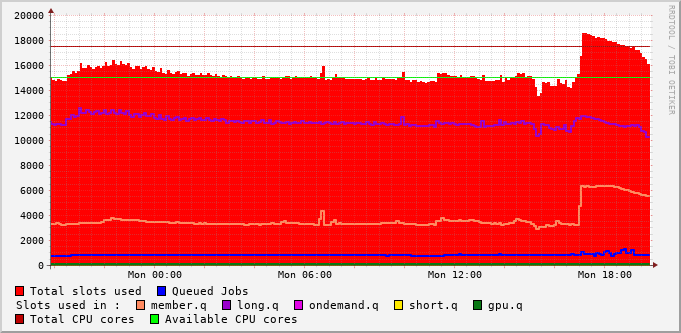 20000
18000
16000
14000
12000
10000
8000
6000
4000
2000
0
Mon 00:00 Mon 06:00 Mon 12:00 Mon 18:00
RRDTOOL / TOBI OETIKER
Total slots used Queued Jobs
Slots used in : member.q long.q ondemand.q short.q gpu.q
Total CPU cores Available CPU cores